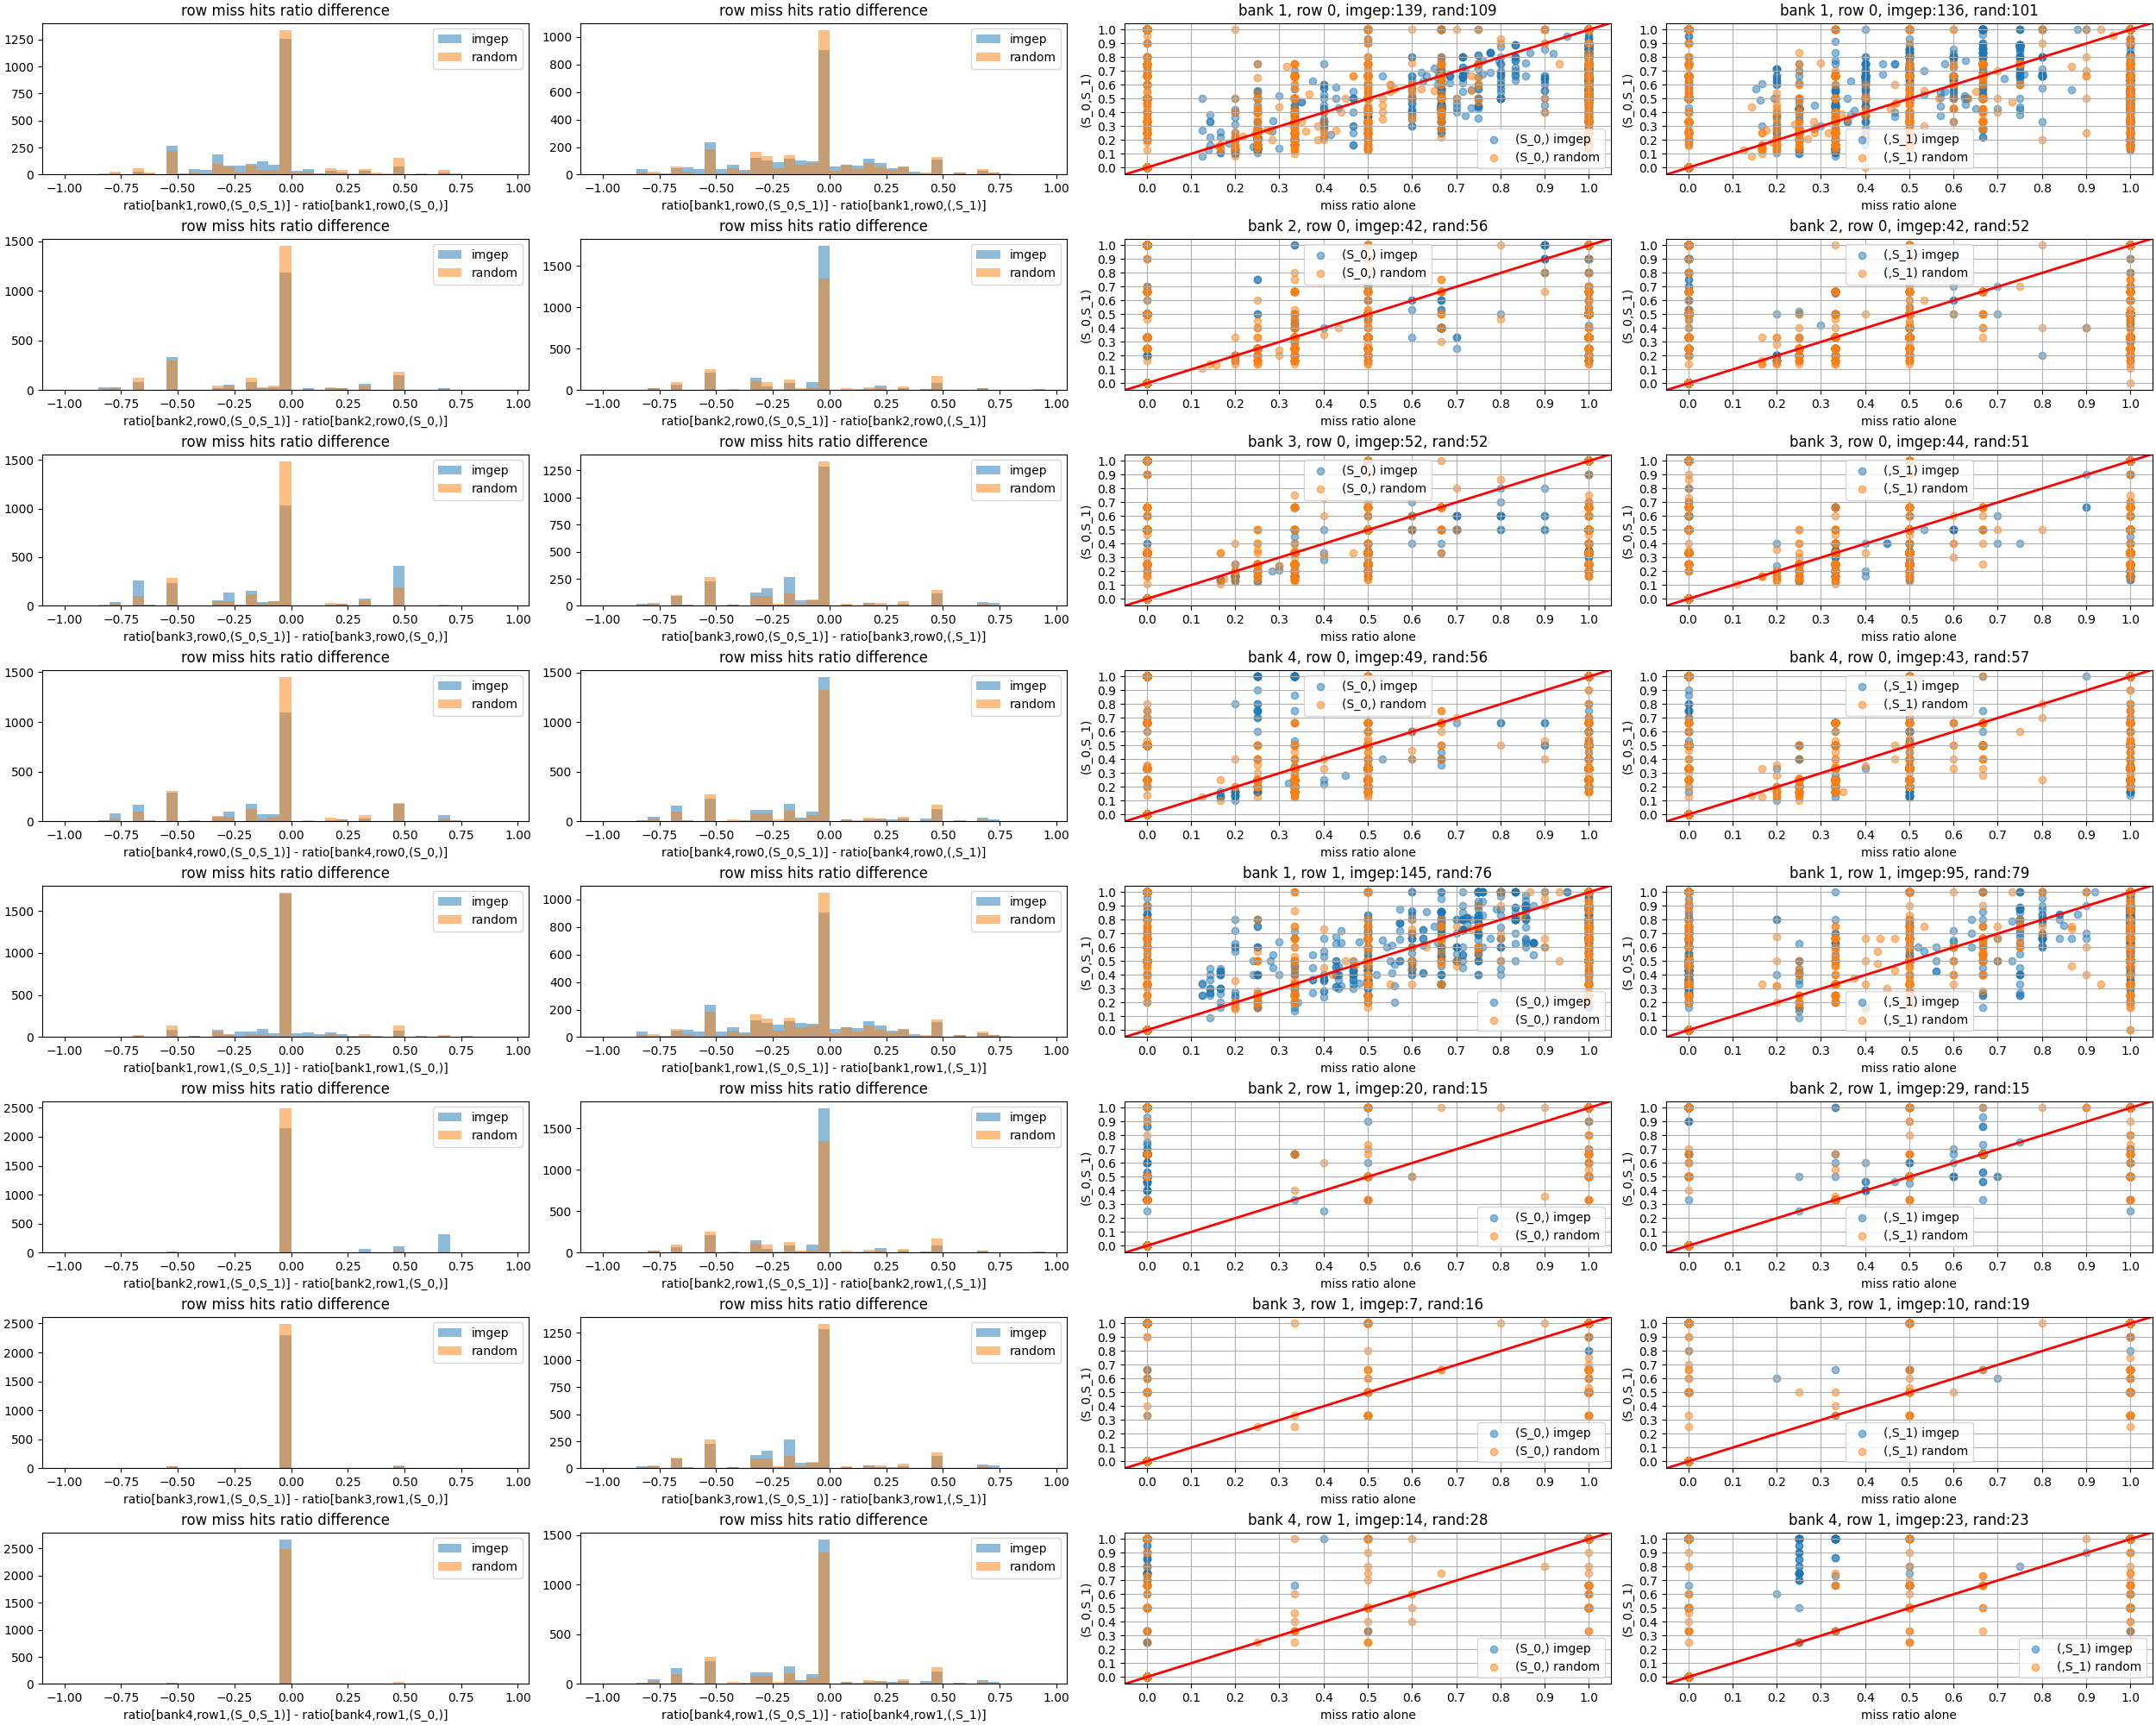 row miss hits ratio difference
imgep
random
ratio[bank1,row0,(S_0,S_1)] - ratio[bank1,row0,(S_0,)]
row miss hits ratio difference
imgep
random
ratio[bank1,row0,(S_0,S_1)] - ratio[bank1,row0,(,S_1)]
bank 1, row 0, imgep:139, rand:109
(S_0,S_1)
(S_0,) imgep
(S_0,) random
miss ratio alone
bank 1, row 0, imgep:136, rand:101
(S_0,S_1)
(,S_1) imgep
(,S_1) random
miss ratio alone
row miss hits ratio difference
imgep
random
ratio[bank2,row0,(S_0,S_1)] - ratio[bank2,row0,(S_0,)]
row miss hits ratio difference
imgep
random
ratio[bank2,row0,(S_0,S_1)] - ratio[bank2,row0,(,S_1)]
bank 2, row 0, imgep:42, rand:56
(S_0,S_1)
(S_0,) imgep
(S_0,) random
miss ratio alone
bank 2, row 0, imgep:42, rand:52
(S_0,S_1)
(,S_1) imgep
(,S_1) random
miss ratio alone
row miss hits ratio difference
imgep
random
ratio[bank3,row0,(S_0,S_1)] - ratio[bank3,row0,(S_0,)]
row miss hits ratio difference
imgep
random
ratio[bank3,row0,(S_0,S_1)] - ratio[bank3,row0,(,S_1)]
bank 3, row 0, imgep:52, rand:52
(S_0,S_1)
(S_0,) imgep
(S_0,) random
miss ratio alone
bank 3, row 0, imgep:44, rand:51
(S_0,S_1)
(,S_1) imgep
(,S_1) random
miss ratio alone
row miss hits ratio difference
imgep
random
ratio[bank4,row0,(S_0,S_1)] - ratio[bank4,row0,(S_0,)]
row miss hits ratio difference
imgep
random
ratio[bank4,row0,(S_0,S_1)] - ratio[bank4,row0,(,S_1)]
bank 4, row 0, imgep:49, rand:56
(S_0,S_1)
(S_0,) imgep
(S_0,) random
miss ratio alone
bank 4, row 0, imgep:43, rand:57
(S_0,S_1)
(,S_1) imgep
(,S_1) random
miss ratio alone
row miss hits ratio difference
imgep
random
ratio[bank1,row1,(S_0,S_1)] - ratio[bank1,row1,(S_0,)]
row miss hits ratio difference
imgep
random
ratio[bank1,row1,(S_0,S_1)] - ratio[bank1,row1,(,S_1)]
bank 1, row 1, imgep:145, rand:76
(S_0,S_1)
(S_0,) imgep
(S_0,) random
miss ratio alone
bank 1, row 1, imgep:95, rand:79
(S_0,S_1)
(,S_1) imgep
(,S_1) random
miss ratio alone
row miss hits ratio difference
imgep
random
ratio[bank2,row1,(S_0,S_1)] - ratio[bank2,row1,(S_0,)]
row miss hits ratio difference
imgep
random
ratio[bank2,row1,(S_0,S_1)] - ratio[bank2,row1,(,S_1)]
bank 2, row 1, imgep:20, rand:15
(S_0,S_1)
(S_0,) imgep
(S_0,) random
miss ratio alone
bank 2, row 1, imgep:29, rand:15
(S_0,S_1)
(,S_1) imgep
(,S_1) random
miss ratio alone
row miss hits ratio difference
imgep
random
ratio[bank3,row1,(S_0,S_1)] - ratio[bank3,row1,(S_0,)]
row miss hits ratio difference
imgep
random
ratio[bank3,row1,(S_0,S_1)] - ratio[bank3,row1,(,S_1)]
bank 3, row 1, imgep:7, rand:16
(S_0,S_1)
(S_0,) imgep
(S_0,) random
miss ratio alone
bank 3, row 1, imgep:10, rand:19
(S_0,S_1)
(,S_1) imgep
(,S_1) random
miss ratio alone
row miss hits ratio difference
imgep
random
ratio[bank4,row1,(S_0,S_1)] - ratio[bank4,row1,(S_0,)]
row miss hits ratio difference
imgep
random
ratio[bank4,row1,(S_0,S_1)] - ratio[bank4,row1,(,S_1)]
bank 4, row 1, imgep:14, rand:28
(S_0,S_1)
(S_0,) imgep
(S_0,) random
miss ratio alone
bank 4, row 1, imgep:23, rand:23
(S_0,S_1)
(,S_1) imgep
(,S_1) random
miss ratio alone